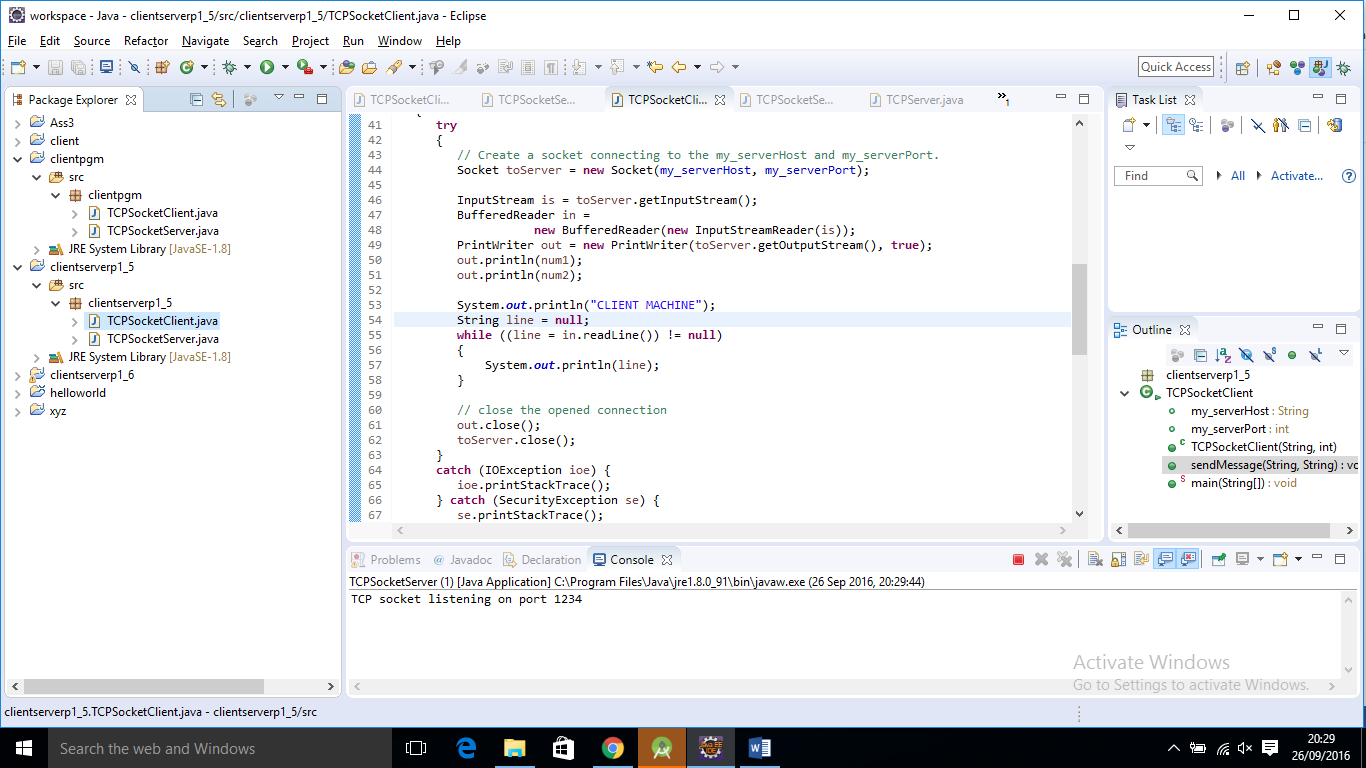 workspace - Java - clientserverp1_5/src/clientserverp1_5/TCPSocketClient.java - Eclipse
File Edit Source Refactor Navigate Search Project Run Window Help
Quick Access
Package Explorer
Ass3
client
clientpgm
src
clientpgm
TCPSocketClient.java
TCPSocketServer.java
JRE System Library [JavaSE-1.8]
clientserverp1_5
src
clientserverp1_5
TCPSocketClient.java
TCPSocketServer.java
JRE System Library [JavaSE-1.8]
clientserverp1_6
helloworld
xyz
TCPSocketCli... TCPSocketSe... TCPSocketCli... TCPSocketSe... TCPServer.java »1
41 try
42 {
43 // Create a socket connecting to the my_serverHost and my_serverPort.
44 Socket toServer = new Socket(my_serverHost, my_serverPort);
45
46 InputStream is = toServer.getInputStream();
47 BufferedReader in =
48 new BufferedReader(new InputStreamReader(is));
49 PrintWriter out = new PrintWriter(toServer.getOutputStream(), true);
50 out.println(num1);
51 out.println(num2);
52
53 System.out.println("CLIENT MACHINE");
54 String line = null;
55 while ((line = in.readLine()) != null)
56 {
57 System.out.println(line);
58 }
59
60 // close the opened connection
61 out.close();
62 toServer.close();
63 }
64 catch (IOException ioe) {
65 ioe.printStackTrace();
66 } catch (SecurityException se) {
67 se.printStackTrace();
Task List
Find All Activate...
Outline
clientserverp1_5
TCPSocketClient
my_serverHost : String
my_serverPort : int
TCPSocketClient(String, int)
sendMessage(String, String) : vo
main(String[]) : void
Problems @ Javadoc Declaration Console
TCPSocketServer (1) [Java Application] C:\Program Files\Java\jre1.8.0_91\bin\javaw.exe (26 Sep 2016, 20:29:44)
TCP socket listening on port 1234
Activate Windows
Go to Settings to activate Windows.
clientserverp1_5.TCPSocketClient.java - clientserverp1_5/src
Search the web and Windows
JAVA EE
IDE
20:29
26/09/2016